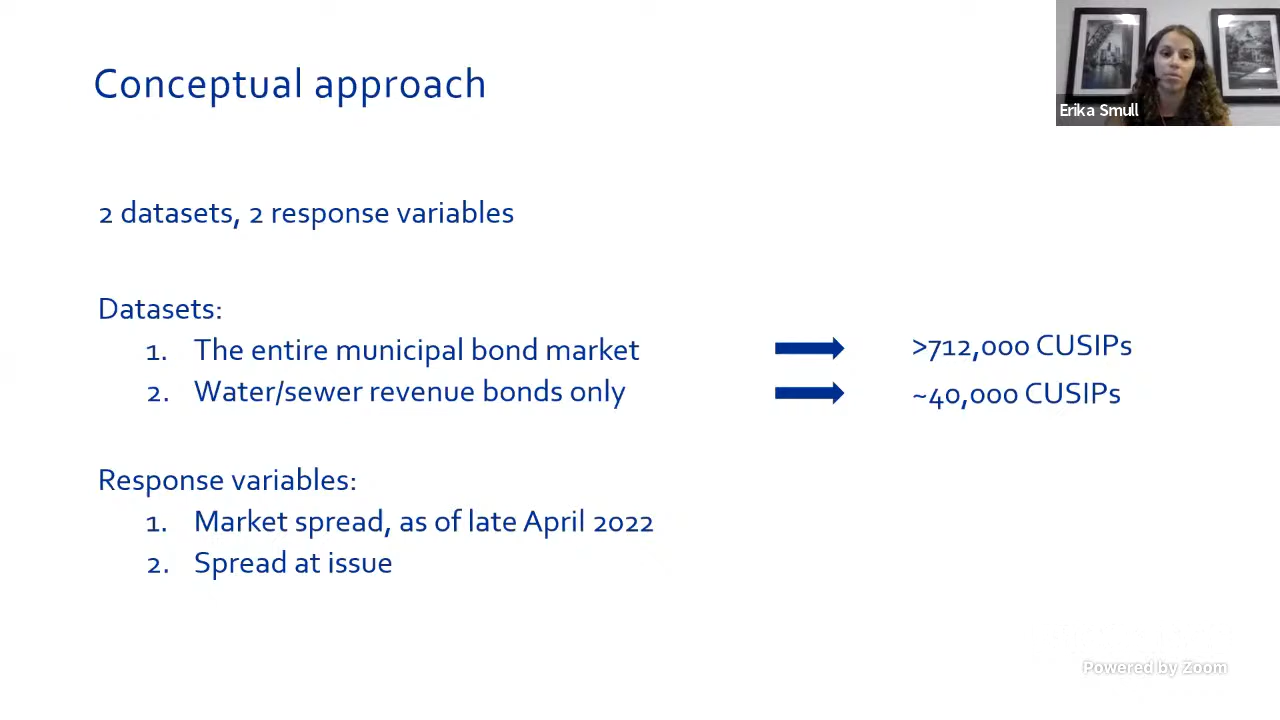 Conceptual approach
Erika Smull
2 datasets, 2 response variables
Datasets:
1. The entire municipal bond market
>712,000 CUSIPs
2. Water/sewer revenue bonds only
~40,000 CUSIPs
Response variables:
1. Market spread, as of late April 2022
2. Spread at issue
Powered by Zoom